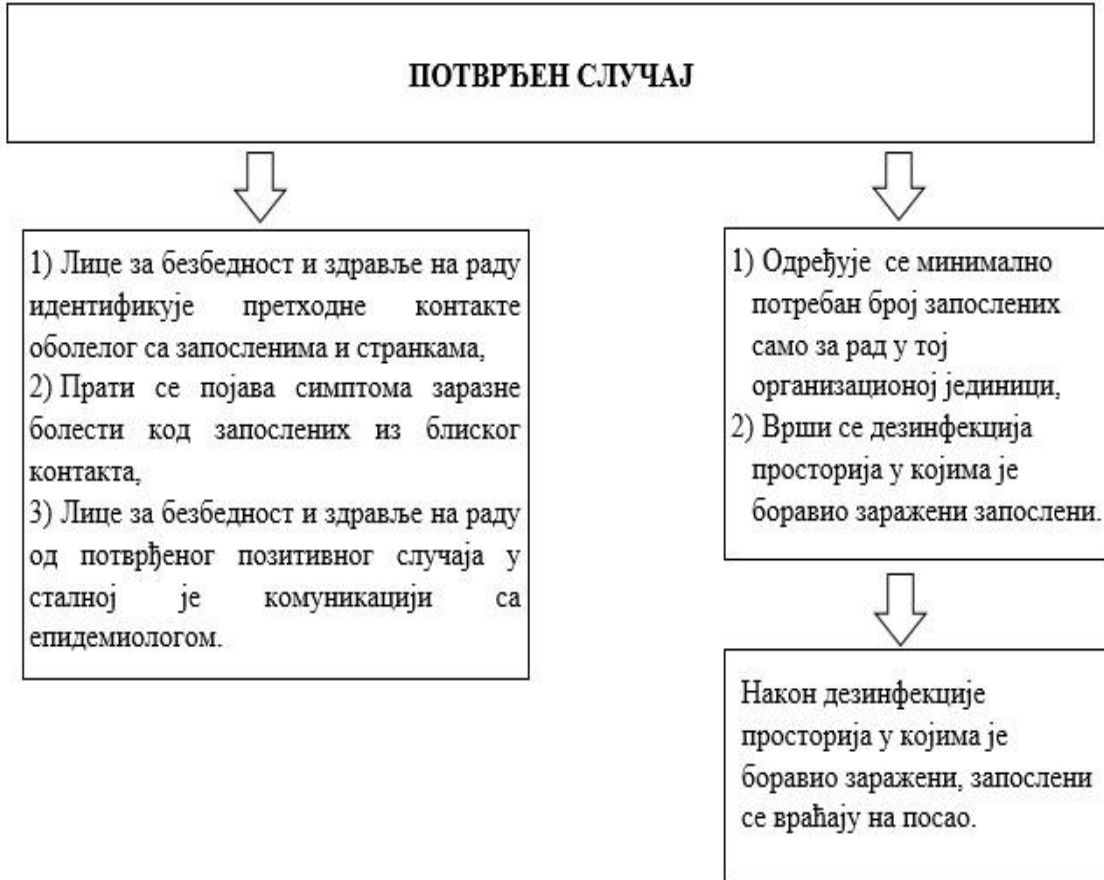 ПОТВРЂЕН СЛУЧАЈ
1) Лице за безбедност и здравље на раду
идентификује претходне контакте
оболелог са запосленима и странкама,
2) Прати се појава симптома заразне
болести код запослених из блиског
контакта,
3) Лице за безбедност и здравље на раду
од потврђеног позитивног случаја у
сталној је комуникацији са
епидемиологом.
1) Одређује се минимално
потребан број запослених
само за рад у тој
организационој јединици,
2) Врши се дезинфекција
просторија у којима је
боравио заражени запослени.
Након дезинфекције
просторија у којима је
боравио заражени, запослени
се враћају на посао.